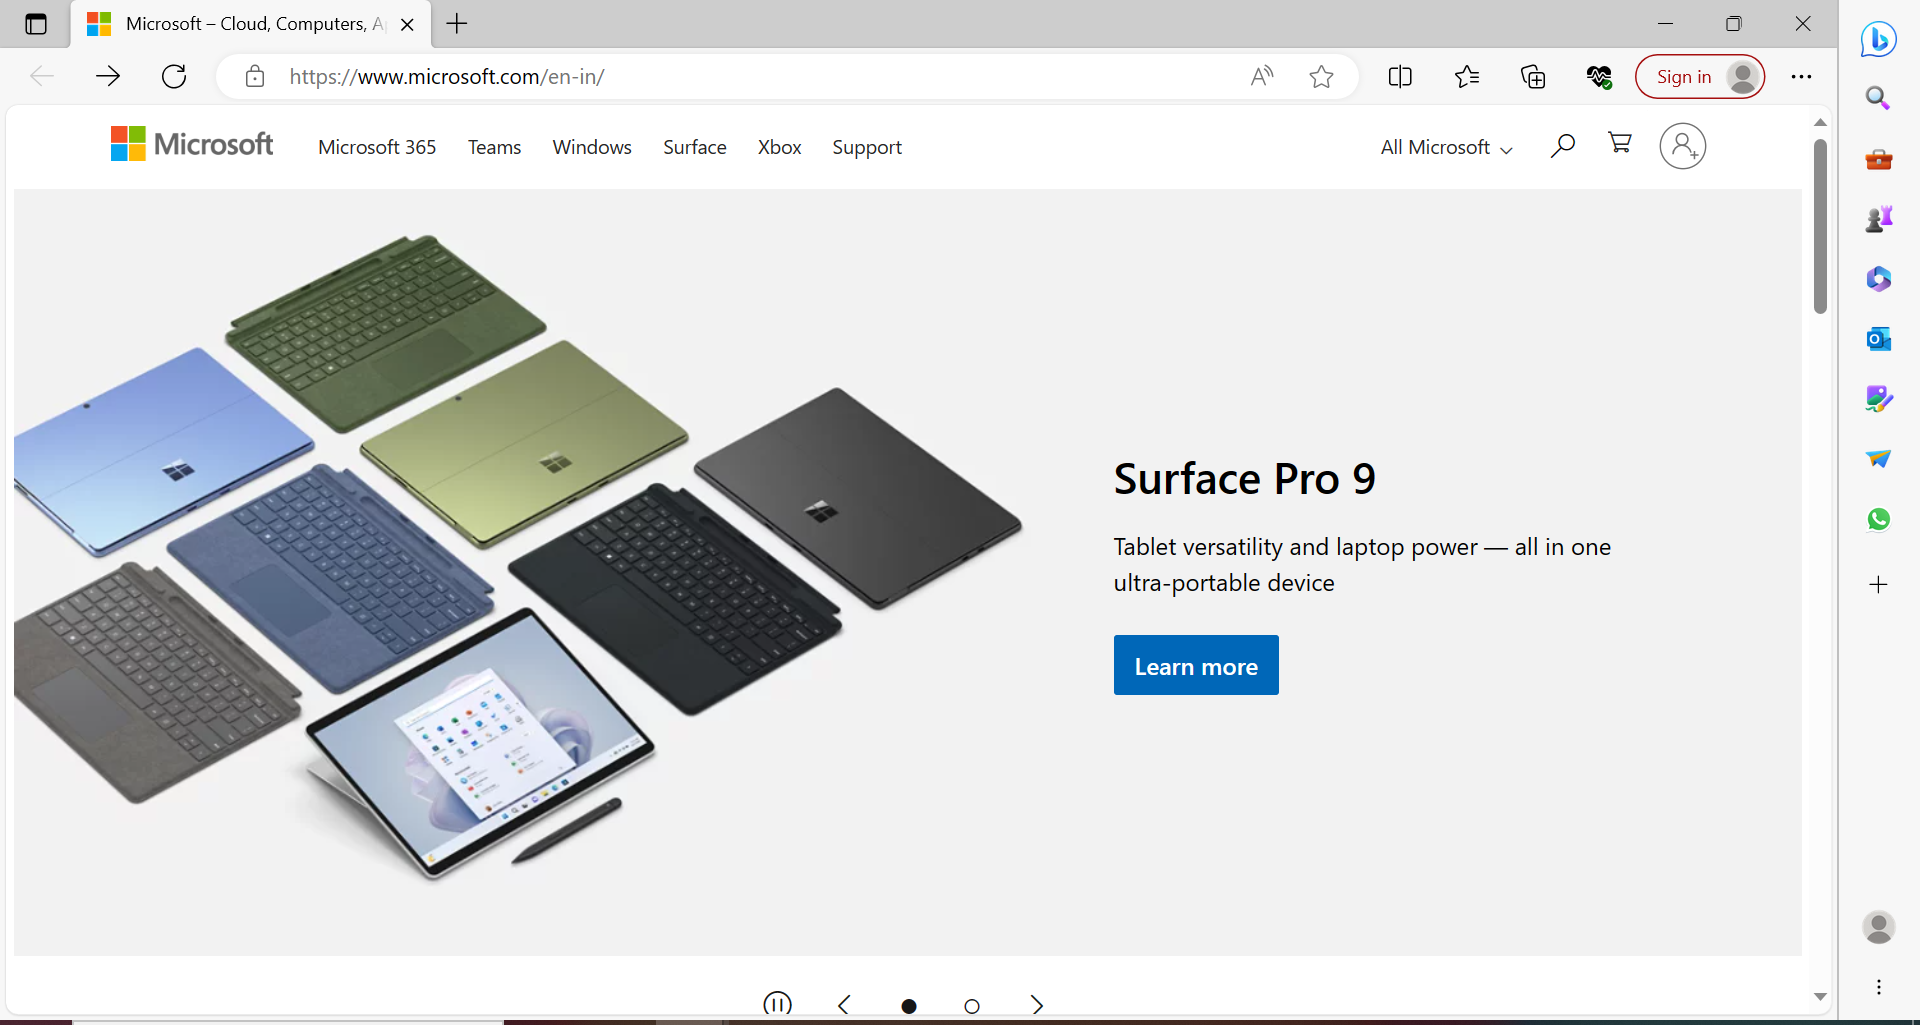 Microsoft – Cloud, Computers, A
https://www.microsoft.com/en-in/
Sign in
Microsoft
Microsoft 365
Teams
Windows
Surface
Xbox
Support
All Microsoft
Surface Pro 9
Tablet versatility and laptop power — all in one
ultra-portable device
Learn more